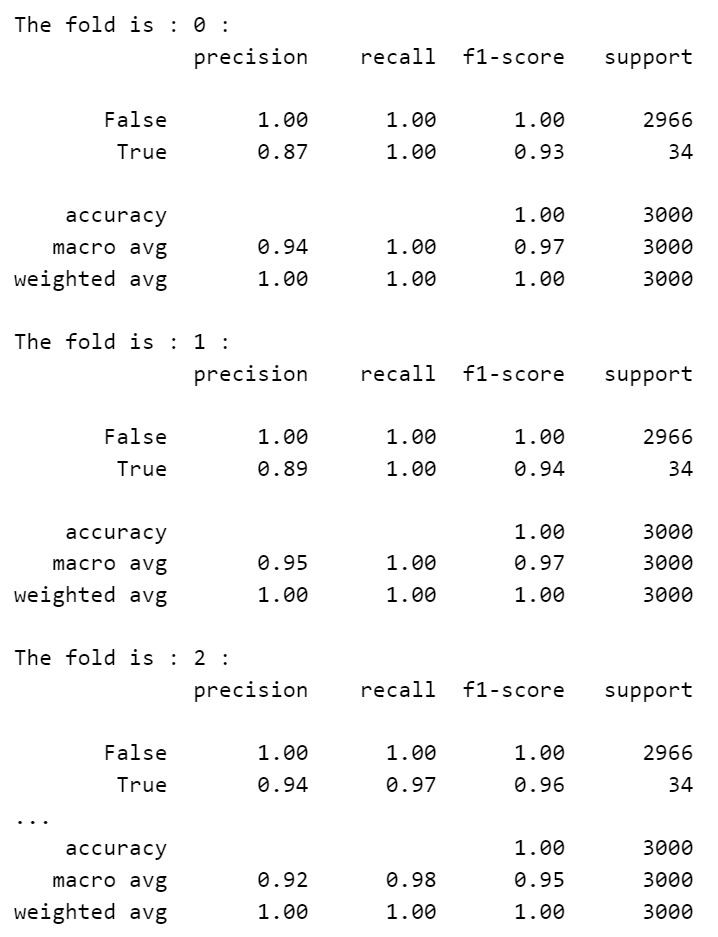 The fold is : 0 :
              precision    recall  f1-score   support

       False       1.00      1.00      1.00      2966
        True       0.87      1.00      0.93        34

    accuracy                           1.00      3000
   macro avg       0.94      1.00      0.97      3000
weighted avg       1.00      1.00      1.00      3000

The fold is : 1 :
              precision    recall  f1-score   support

       False       1.00      1.00      1.00      2966
        True       0.89      1.00      0.94        34

    accuracy                           1.00      3000
   macro avg       0.95      1.00      0.97      3000
weighted avg       1.00      1.00      1.00      3000

The fold is : 2 :
              precision    recall  f1-score   support

       False       1.00      1.00      1.00      2966
        True       0.94      0.97      0.96        34
...
    accuracy                           1.00      3000
   macro avg       0.92      0.98      0.95      3000
weighted avg       1.00      1.00      1.00      3000